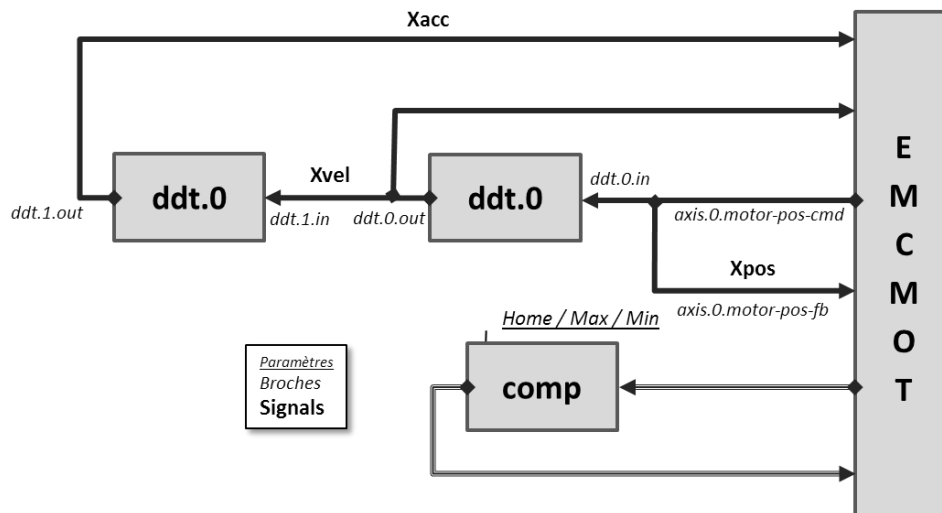 Xacc
ddt.0
ddt.1.out
Xvel
ddt.1.in
ddt.0.out
ddt.0
ddt.0.in
axis.0.motor-pos-cmd
Xpos
axis.0.motor-pos-fb
Home / Max / Min
comp
Paramètres
Broches
Signals
E
M
C
M
O
T